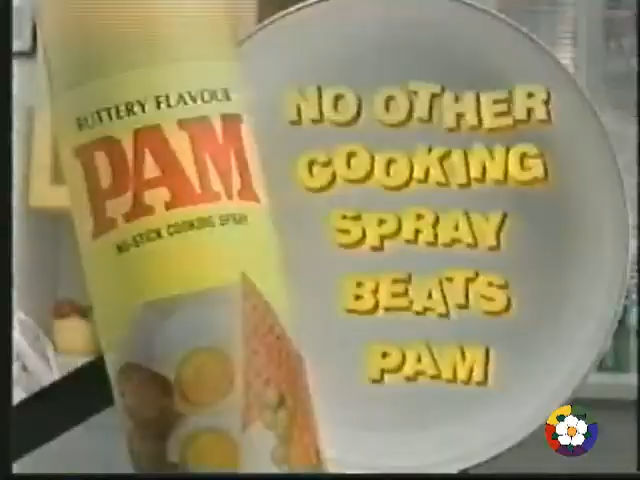 BUTTERY FLAVOUR
PAM
NO-STICK COOKING SPRAY
NO OTHER
COOKING
SPRAY
BEATS
PAM